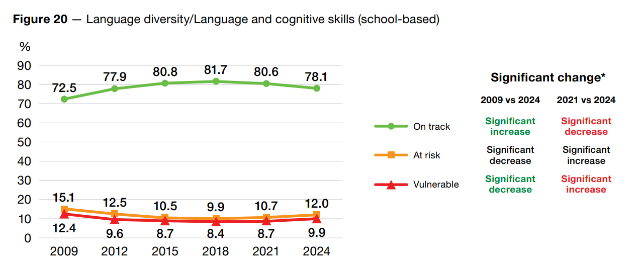 Figure 20 — Language diversity/Language and cognitive skills (school-based)
%
90
80
70
60
50
40
30
20
10
0
72.5 77.9 80.8 81.7 80.6 78.1
15.1 12.5 10.5 9.9 10.7 12.0
12.4 9.6 8.7 8.4 8.7 9.9
2009 2012 2015 2018 2021 2024
Significant change*
2009 vs 2024 2021 vs 2024
On track
Significant increase
Significant decrease
At risk
Significant decrease
Significant increase
Vulnerable
Significant decrease
Significant increase